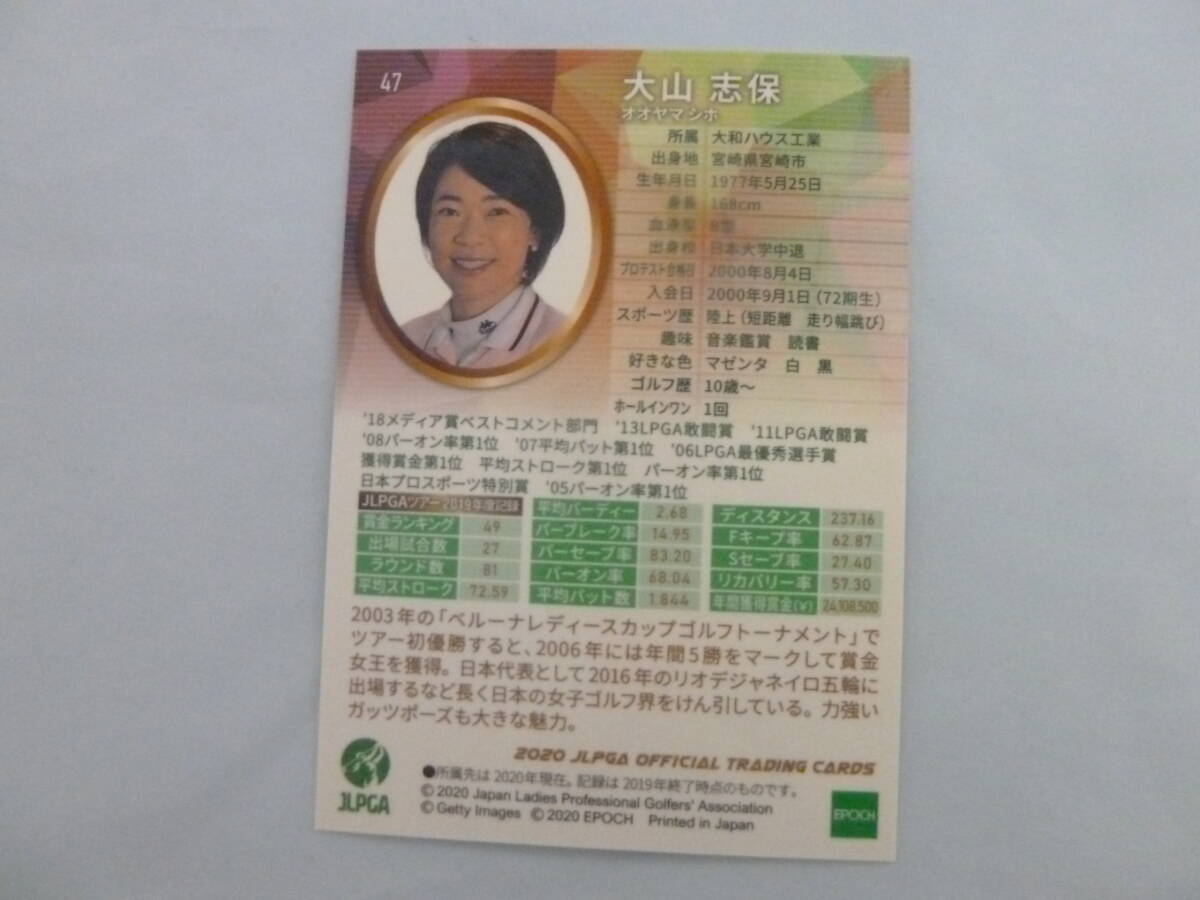 47
大山 志保
オオヤマ シホ
所属 大和ハウス工業
出身地 宮崎県宮崎市
生年月日 1977年5月25日
身長 168cm
血液型 B型
出身校 日本大学中退
プロテスト合格日 2000年8月4日
入会日 2000年9月1日（72期生）
スポーツ歴 陸上（短距離　走り幅跳び）
趣味 音楽鑑賞　読書
好きな色 マゼンタ　白　黒
ゴルフ歴 10歳～
ホールインワン 1回
'18メディア賞ベストコメント部門　'13LPGA敢闘賞　'11LPGA敢闘賞
'08パーオン率第1位　'07平均パット第1位　'06LPGA最優秀選手賞
獲得賞金第1位　平均ストローク第1位　パーオン率第1位
日本プロスポーツ特別賞　'05パーオン率第1位
JLPGAツアー2019年度記録
賞金ランキング 49
出場試合数 27
ラウンド数 81
平均ストローク 72.59
平均バーディー 2.68
パーブレーク率 14.95
パーセーブ率 83.20
パーオン率 68.04
平均パット数 1.844
ディスタンス 237.16
Fキープ率 62.87
Sセーブ率 27.40
リカバリー率 57.30
年間獲得賞金(¥) 24,108,500
2003年の「ベルーナレディースカップゴルフトーナメント」で
ツアー初優勝すると、2006年には年間5勝をマークして賞金
女王を獲得。日本代表として2016年のリオデジャネイロ五輪に
出場するなど長く日本の女子ゴルフ界をけん引している。力強い
ガッツポーズも大きな魅力。
2020 JLPGA OFFICIAL TRADING CARDS
●所属先は2020年現在。記録は2019年終了時点のものです。
© 2020 Japan Ladies Professional Golfers' Association
© Getty Images © 2020 EPOCH Printed in Japan
JLPGA
EPOCH